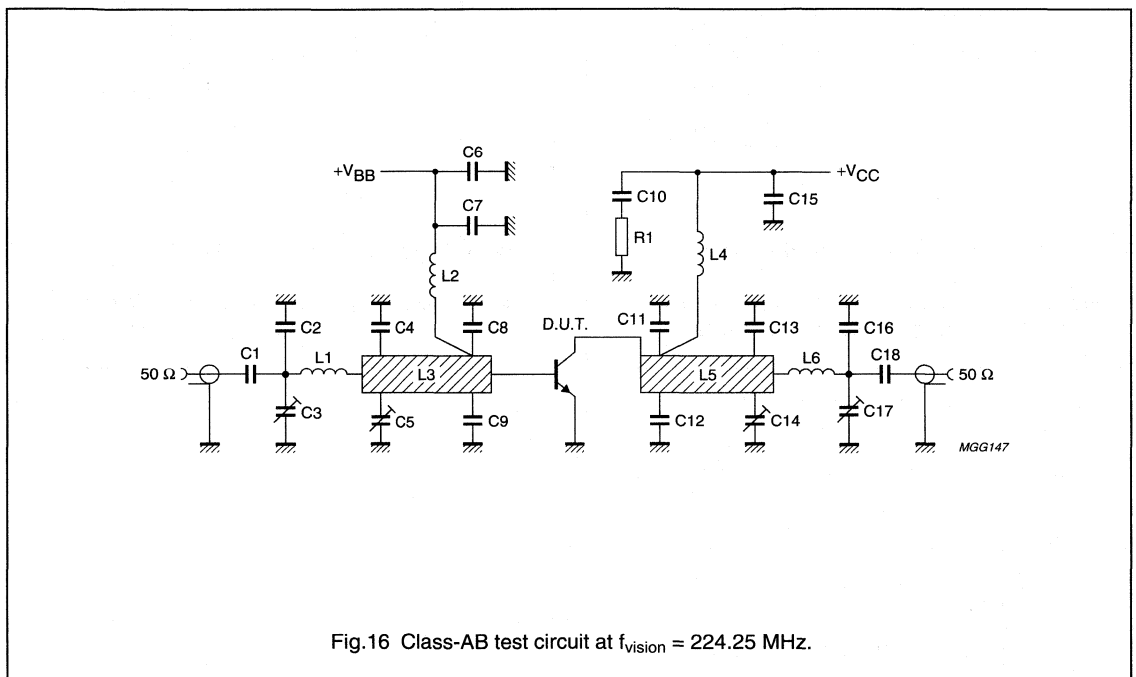 C6
+VBB
+VCC
C10
C15
C7
R1
L4
L2
C2
C4
C8
D.U.T.
C11
C13
C16
C1
L1
L6
C18
50 Ω
L3
L5
50 Ω
C3
C5
C9
C12
C14
C17
MGG147
Fig.16 Class-AB test circuit at fvision = 224.25 MHz.